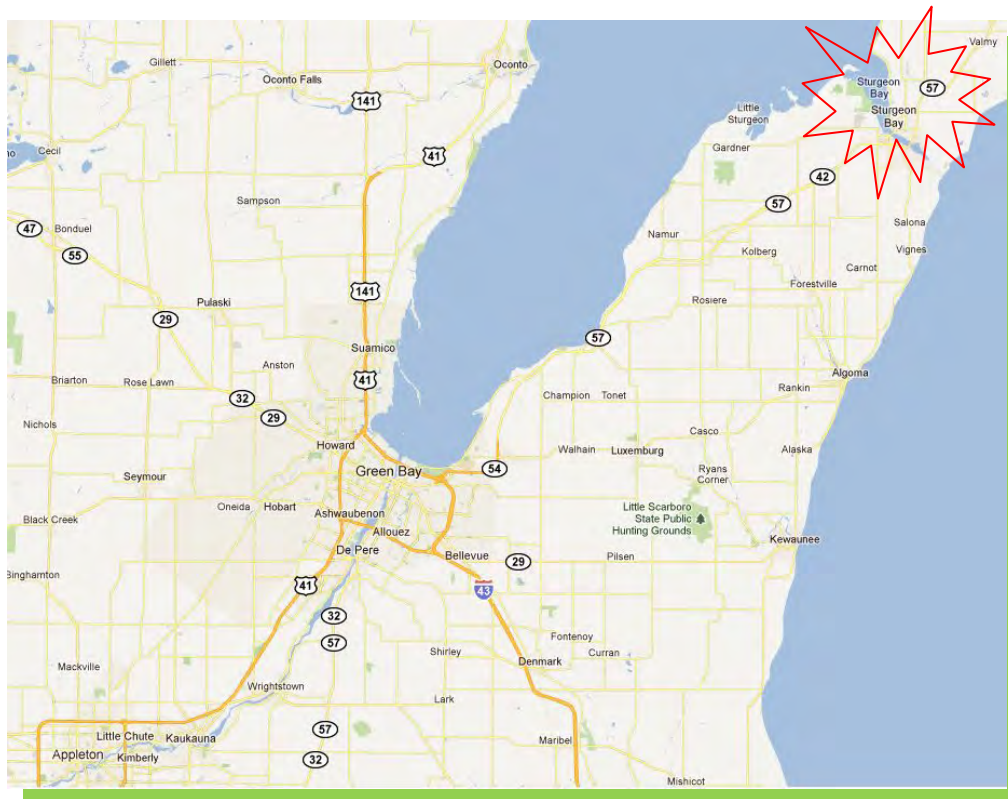 Valmy
Gillett
Oconto
Oconto Falls
141
Sturgeon
Bay
57
Little
Sturgeon
Sturgeon
Bay
Cecil
41
Gardner
42
Sampson
57
47
Bonduel
Salona
Namur
55
Kolberg
Vignes
Carnot
Forestville
141
Pulaski
Rosiere
29
57
Suamico
Anston
Algoma
Briarton
Rose Lawn
41
Rankin
32
Champion
Tonet
29
Nichols
Casco
Howard
Walhain
Luxemburg
Alaska
Green Bay
54
Ryans
Corner
Seymour
Oneida
Hobart
Little Scarboro
State Public
Hunting Grounds
Ashwaubenon
Black Creek
Allouez
Kewaunee
De Pere
Bellevue
29
Pilsen
Binghamton
41
43
32
Fontenoy
57
Shirley
Curran
Denmark
Mackville
Wrightstown
Lark
57
Little Chute
Kaukauna
Maribel
Appleton
Kimberly
32
Mishicot